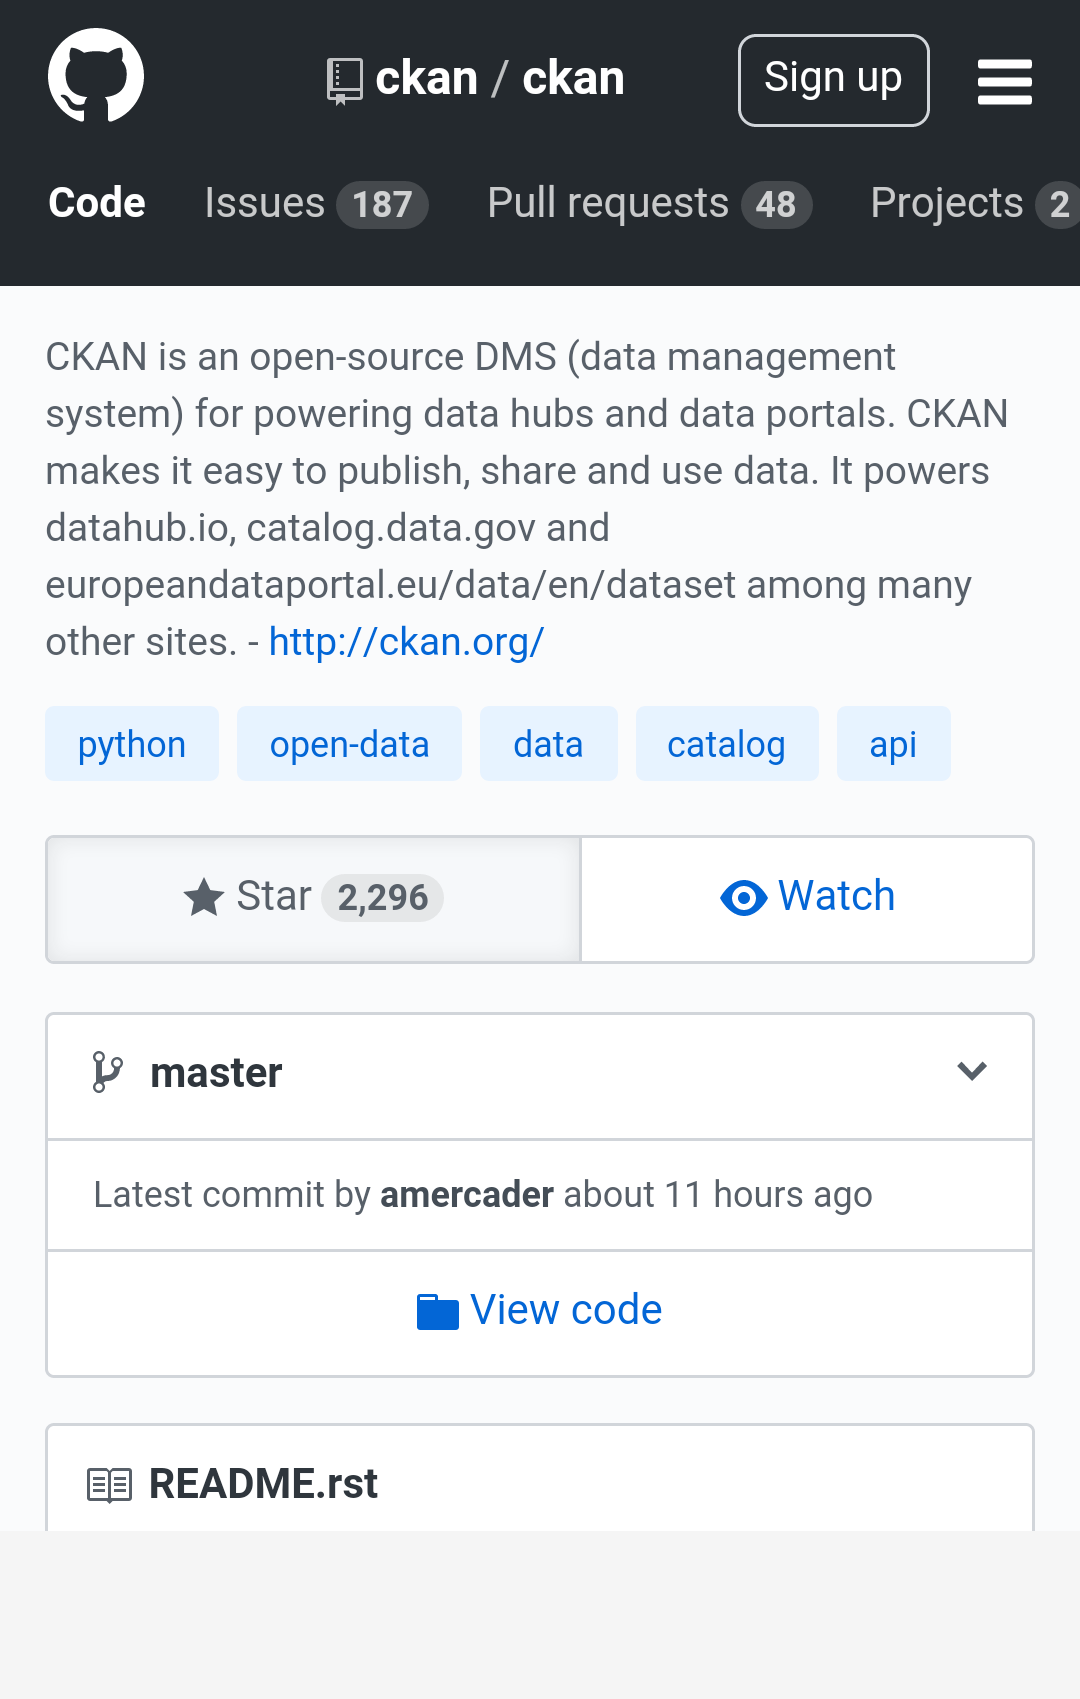 ckan / ckan
Sign up
Code Issues 187 Pull requests 48 Projects 2
CKAN is an open-source DMS (data management
system) for powering data hubs and data portals. CKAN
makes it easy to publish, share and use data. It powers
datahub.io, catalog.data.gov and
europeandataportal.eu/data/en/dataset among many
other sites. - http://ckan.org/
python open-data data catalog api
Star 2,296 Watch
master
Latest commit by amercader about 11 hours ago
View code
README.rst